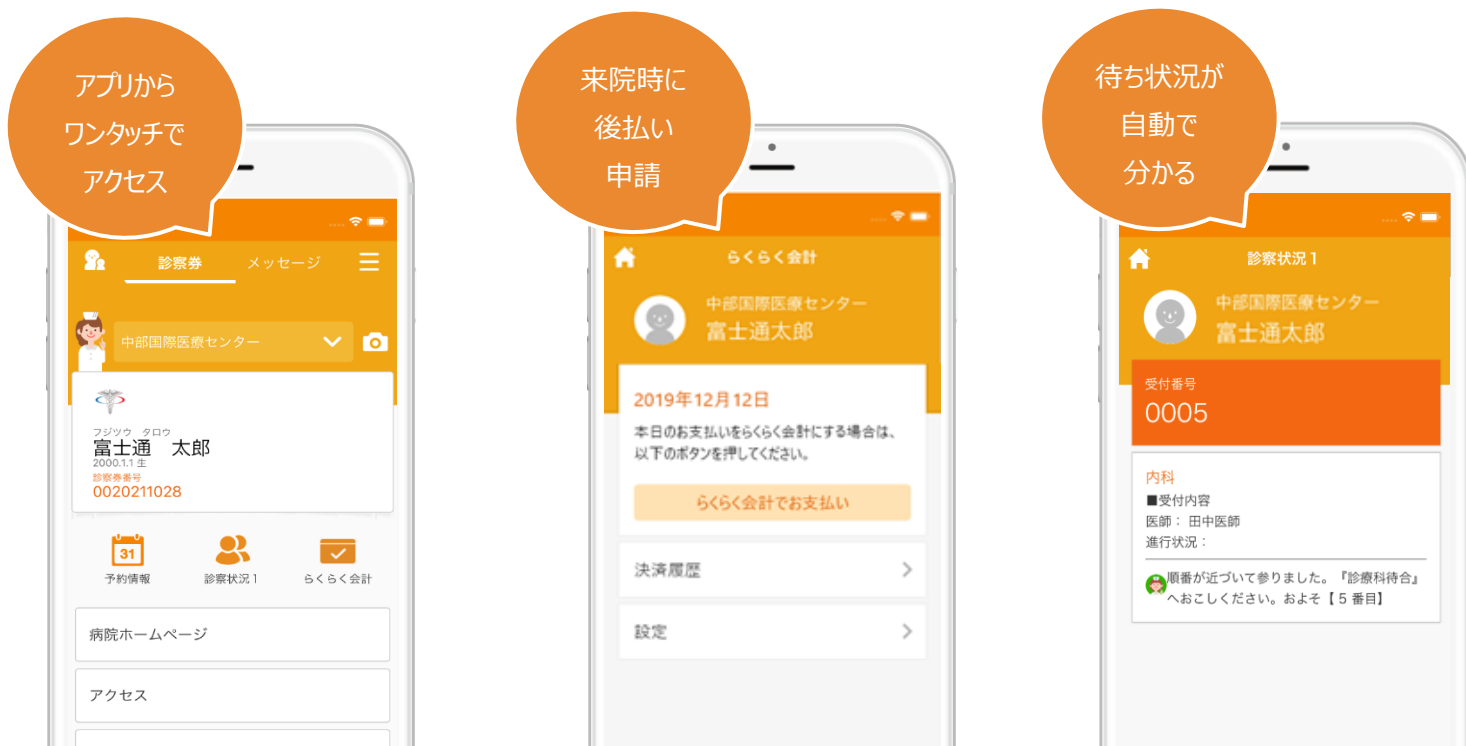 アプリから
ワンタッチで
アクセス
診察券
メッセージ
中部国際医療センター
フジツウ タロウ
富士通 太郎
2000.1.1 生
診察券番号
0020211028
31
予約情報
診察状況1
らくらく会計
病院ホームページ
アクセス
来院時に
後払い
申請
らくらく会計
中部国際医療センター
富士通太郎
2019年12月12日
本日のお支払いをらくらく会計にする場合は、
以下のボタンを押してください。
らくらく会計でお支払い
決済履歴
設定
待ち状況が
自動で
分かる
診察状況1
中部国際医療センター
富士通太郎
受付番号
0005
内科
■受付内容
医師： 田中医師
進行状況：
順番が近づいて参りました。『診療科待合』
へおこしください。およそ【 5 番目】